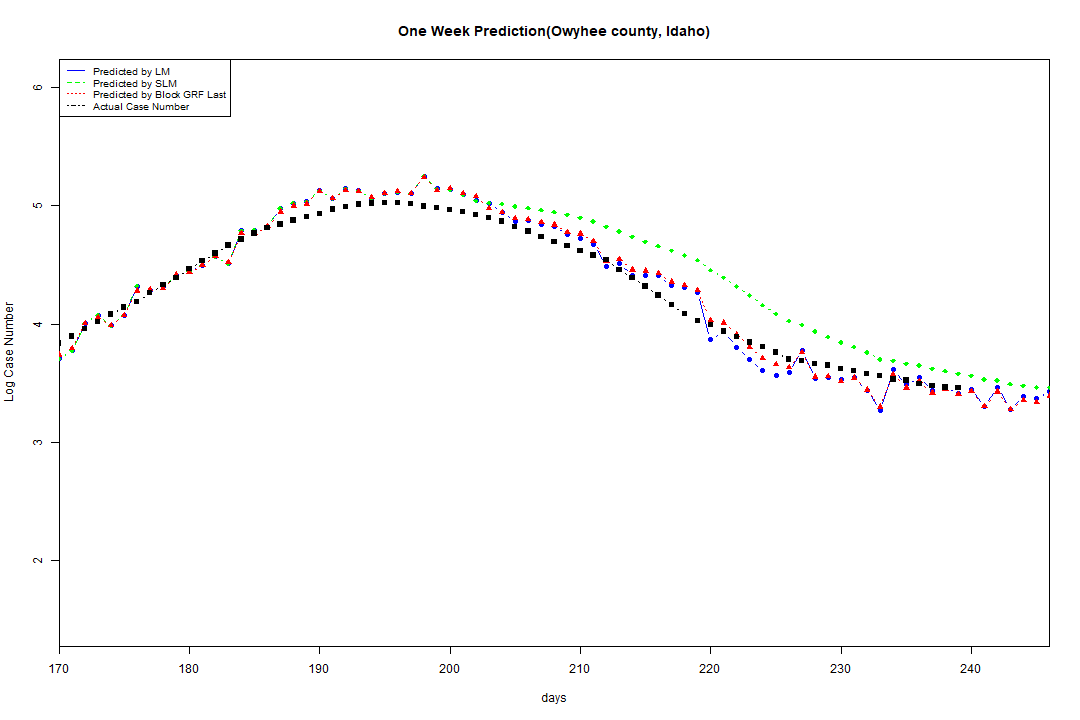 One Week Prediction(Owyhee county, Idaho)
Predicted by LM
Predicted by SLM
Predicted by Block GRF Last
Actual Case Number
6
5
4
3
2
Log Case Number
170 180 190 200 210 220 230 240
days